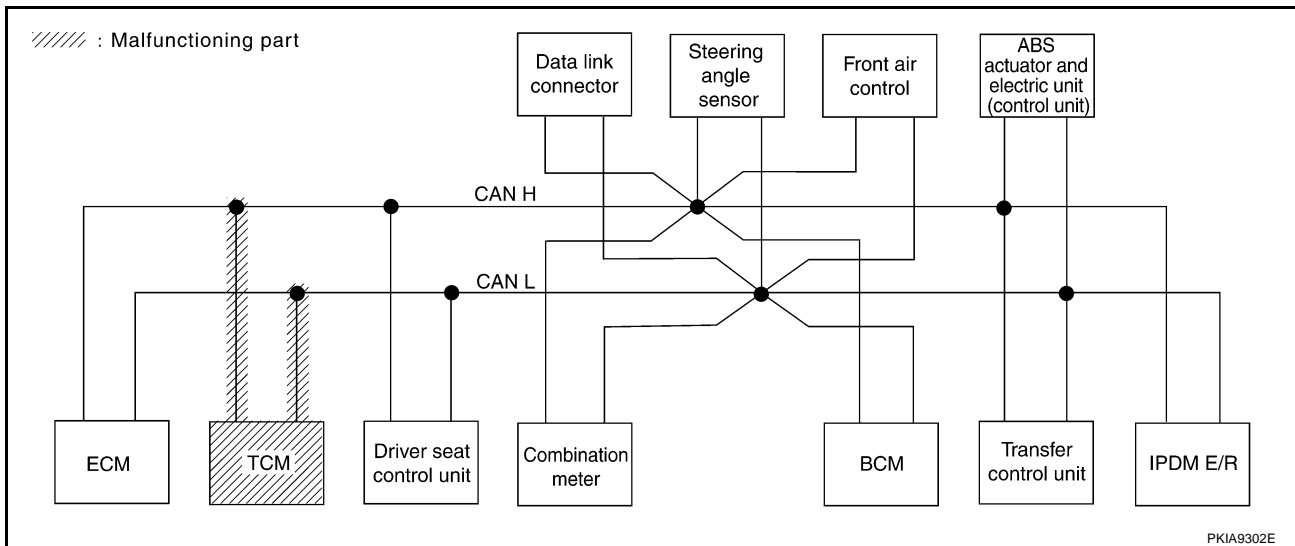 : Malfunctioning part
Data link
connector
Steering
angle
sensor
Front air
control
ABS
actuator and
electric unit
(control unit)
CAN H
CAN L
ECM
TCM
Driver seat
control unit
Combination
meter
BCM
Transfer
control unit
IPDM E/R
PKIA9302E